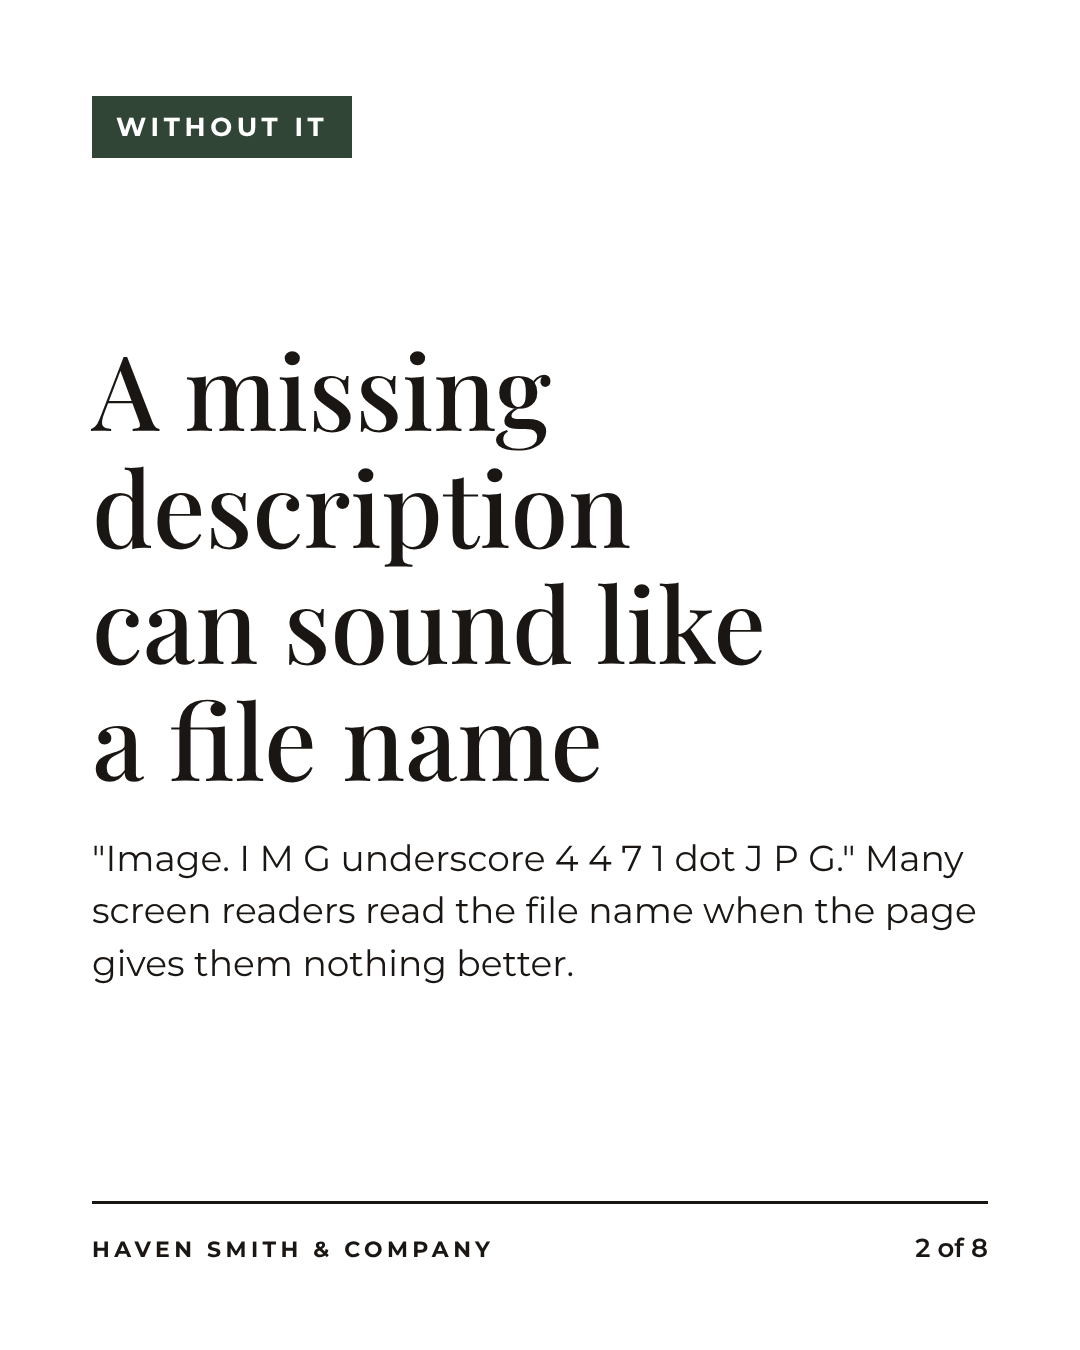 WITHOUT IT
A missing
description
can sound like
a file name
"Image. I M G underscore 4 4 7 1 dot J P G." Many
screen readers read the file name when the page
gives them nothing better.
HAVEN SMITH & COMPANY
2 of 8